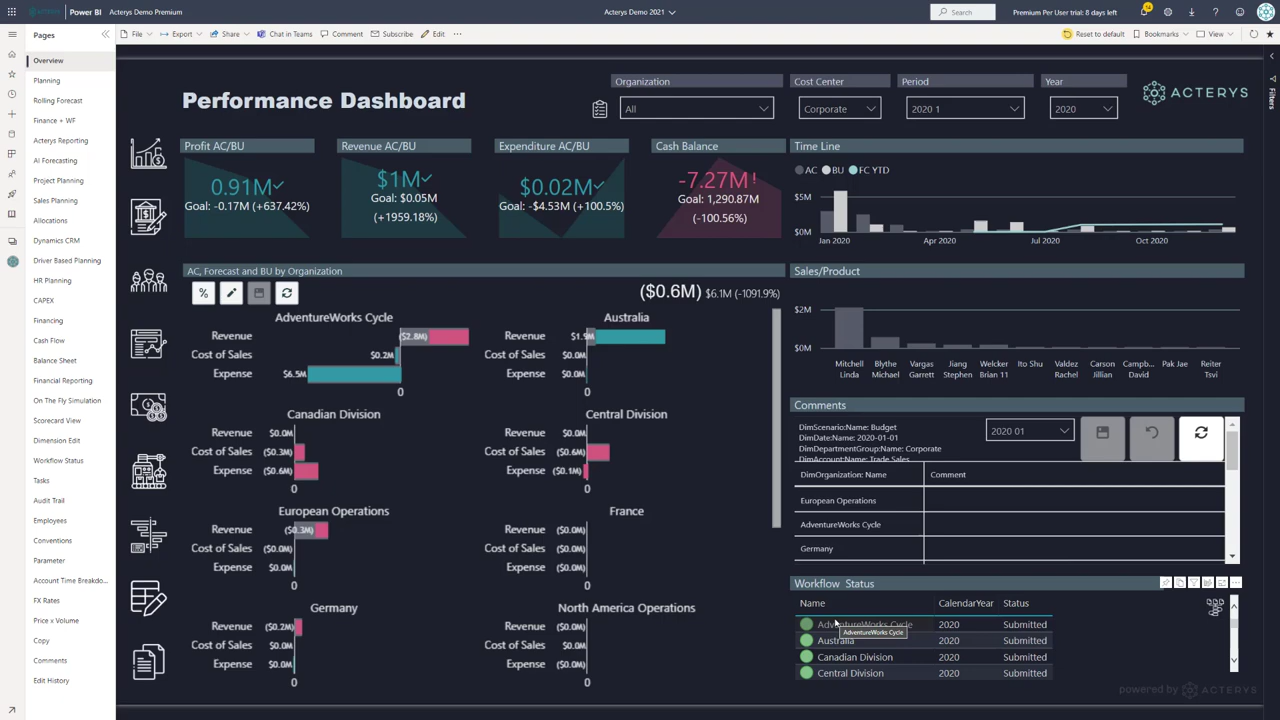 ACTERYS
Power BI
Acterys Demo Premium
Acterys Demo 2021
Search
Premium Per User trial: 8 days left
Pages
File
Export
Share
Chat in Teams
Comment
Subscribe
Edit
Reset to default
Bookmarks
View
Filters
Overview
Planning
Rolling Forecast
Finance + WF
Acterys Reporting
AI Forecasting
Project Planning
Sales Planning
Allocations
Dynamics CRM
Driver Based Planning
HR Planning
CAPEX
Financing
Cash Flow
Balance Sheet
Financial Reporting
On The Fly Simulation
Scorecard View
Dimension Edit
Workflow Status
Tasks
Audit Trail
Employees
Conventions
Parameter
Account Time Breakdo...
FX Rates
Price x Volume
Copy
Comments
Edit History
Performance Dashboard
Organization
All
Cost Center
Corporate
Period
2020 1
Year
2020
ACTERYS
Profit AC/BU
0.91M
Goal: -0.17M (+637.42%)
Revenue AC/BU
$1M
Goal: $0.05M
(+1959.18%)
Expenditure AC/BU
$0.02M
Goal: -$4.53M (+100.5%)
Cash Balance
-7.27M!
Goal: 1,290.87M
(-100.56%)
Time Line
AC BU FC YTD
$5M
$0M
Jan 2020 Apr 2020 Jul 2020 Oct 2020
AC, Forecast and BU by Organization
%
($0.6M) $6.1M (-1091.9%)
AdventureWorks Cycle
Revenue ($2.8M)
Cost of Sales $0.2M
Expense $6.5M
0
Australia
Revenue $1.9M
Cost of Sales $0.0M
Expense $0.0M
0
Canadian Division
Revenue $0.0M
Cost of Sales ($0.3M)
Expense ($0.6M)
0
Central Division
Revenue $0.0M
Cost of Sales ($0.6M)
Expense ($0.1M)
0
European Operations
Revenue ($0.3M)
Cost of Sales ($0.0M)
Expense ($0.0M)
0
France
Revenue ($0.0M)
Cost of Sales ($0.0M)
Expense ($0.0M)
0
Germany
Revenue ($0.2M)
Cost of Sales ($0.0M)
Expense ($0.0M)
0
North America Operations
Revenue ($0.0M)
Cost of Sales ($0.0M)
Expense ($0.0M)
0
Sales/Product
$2M
$0M
Mitchell Linda
Blythe Michael
Vargas Garrett
Jiang Stephen
Welcker Brian 11
Ito Shu
Valdez Rachel
Carson Jillian
Campb... David
Pak Jae
Reiter Tsvi
Comments
DimScenario:Name: Budget
DimDate:Name: 2020-01-01
DimDepartmentGroup:Name: Corporate
DimAccount:Name: Trade Sales
2020 01
DimOrganization: Name Comment
European Operations
AdventureWorks Cycle
Germany
Workflow Status
Name CalendarYear Status
AdventureWorks Cycle 2020 Submitted
AdventureWorks Cycle
Australia 2020 Submitted
Canadian Division 2020 Submitted
Central Division 2020 Submitted
powered by ACTERYS